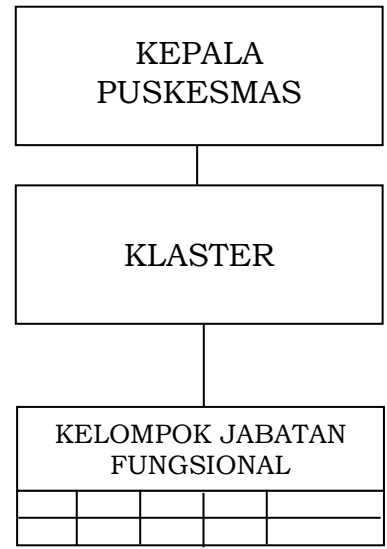 KEPALA
PUSKESMAS
KLASTER
KELOMPOK JABATAN
FUNGSIONAL